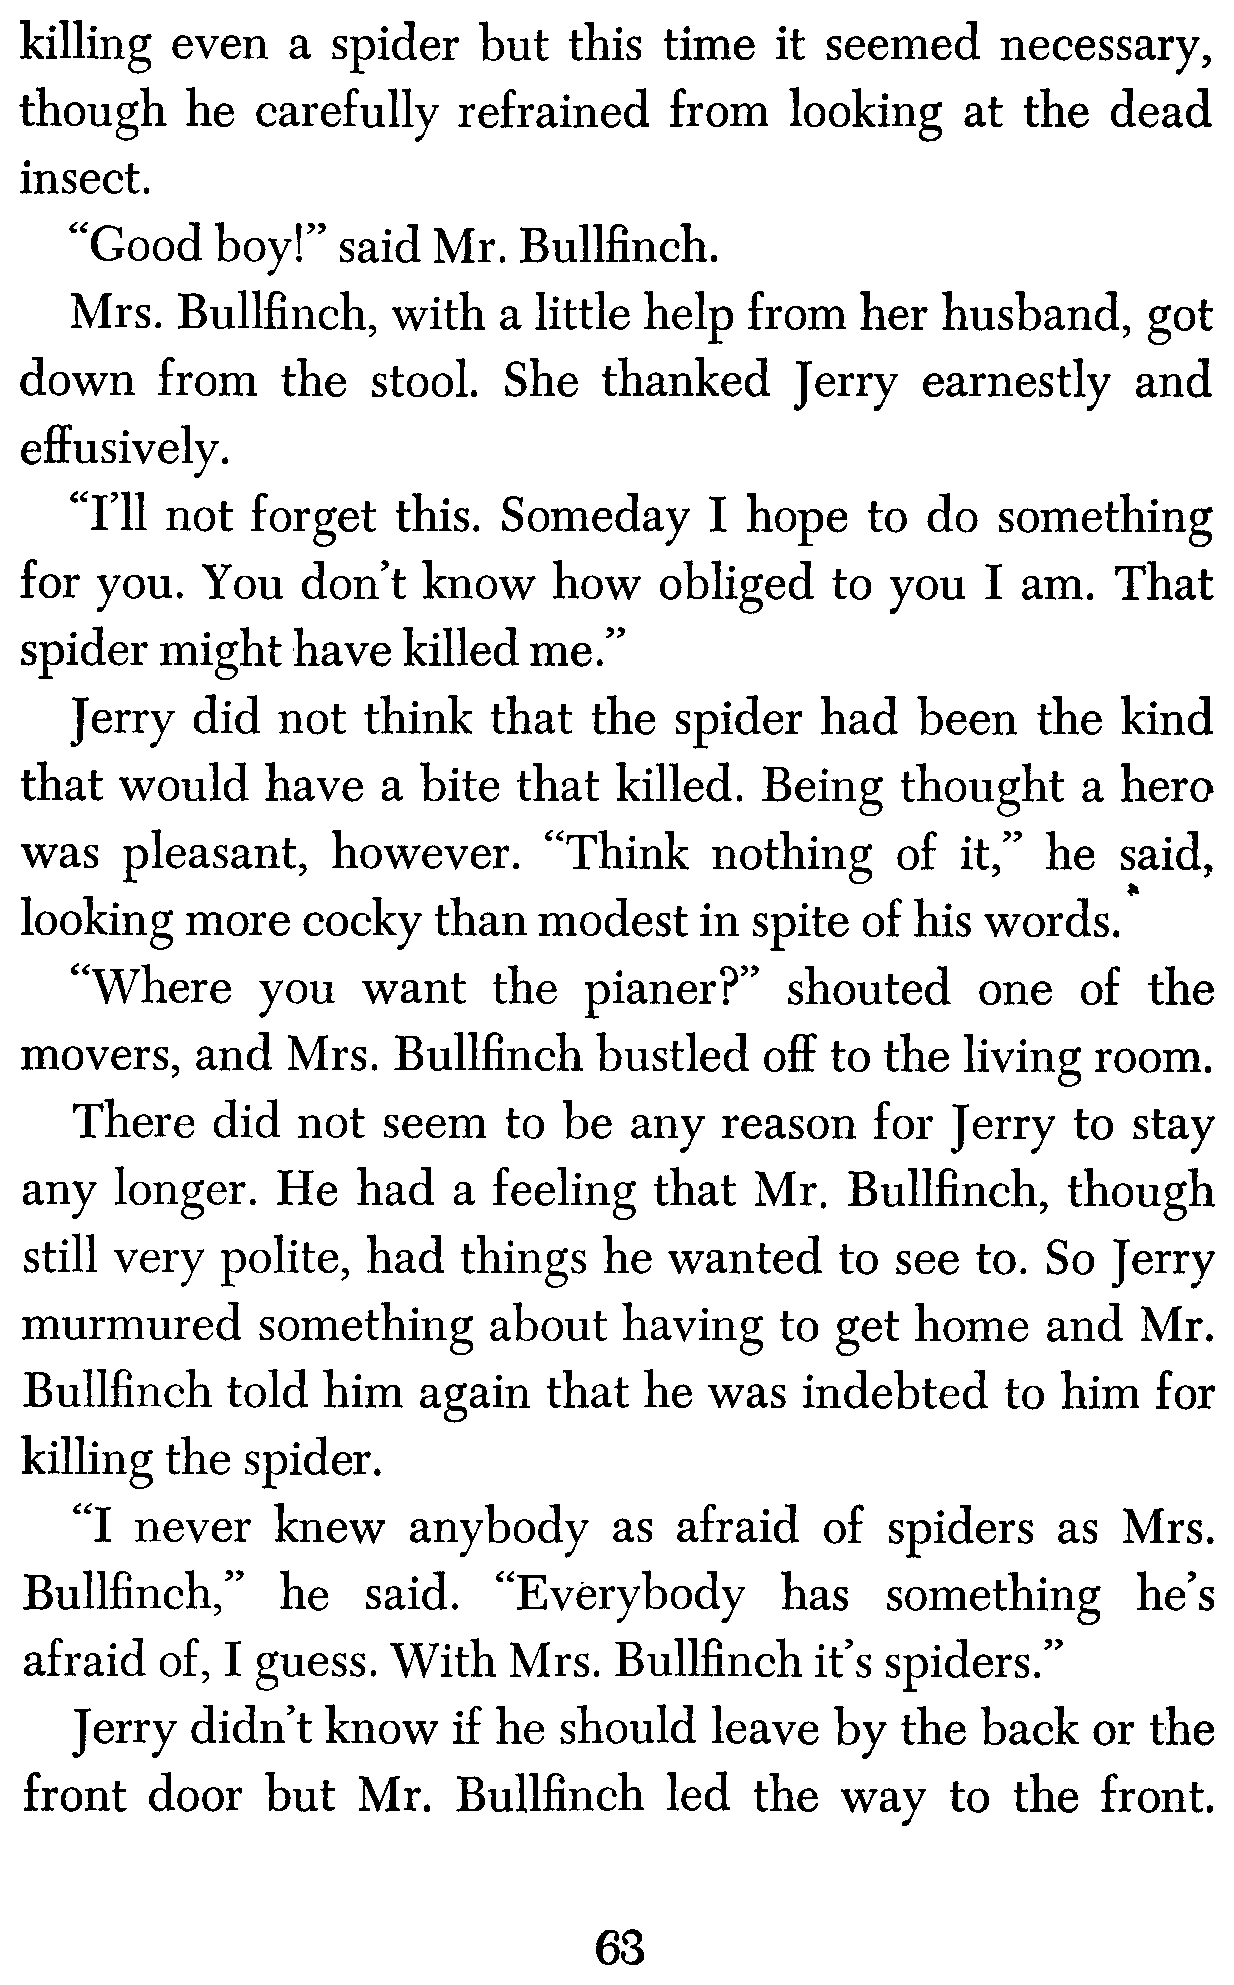 killing even a spider but this time it seemed necessary,
though he carefully refrained from looking at the dead
insect.
“Good boy!” said Mr. Bullfinch.
Mrs. Bullfinch, with a little help from her husband, got
down from the stool. She thanked Jerry earnestly and
effusively.
“I’ll not forget this. Someday I hope to do something
for you. You don’t know how obliged to you I am. That
spider might have killed me.”
Jerry did not think that the spider had been the kind
that would have a bite that killed. Being thought a hero
was pleasant, however. “Think nothing of it,” he said,
looking more cocky than modest in spite of his words.
“Where you want the pianer?” shouted one of the
movers, and Mrs. Bullfinch bustled off to the living room.
There did not seem to be any reason for Jerry to stay
any longer. He had a feeling that Mr. Bullfinch, though
still very polite, had things he wanted to see to. So Jerry
murmured something about having to get home and Mr.
Bullfinch told him again that he was indebted to him for
killing the spider.
“I never knew anybody as afraid of spiders as Mrs.
Bullfinch,” he said. “Everybody has something he’s
afraid of, I guess. With Mrs. Bullfinch it’s spiders.”
Jerry didn’t know if he should leave by the back or the
front door but Mr. Bullfinch led the way to the front.
63